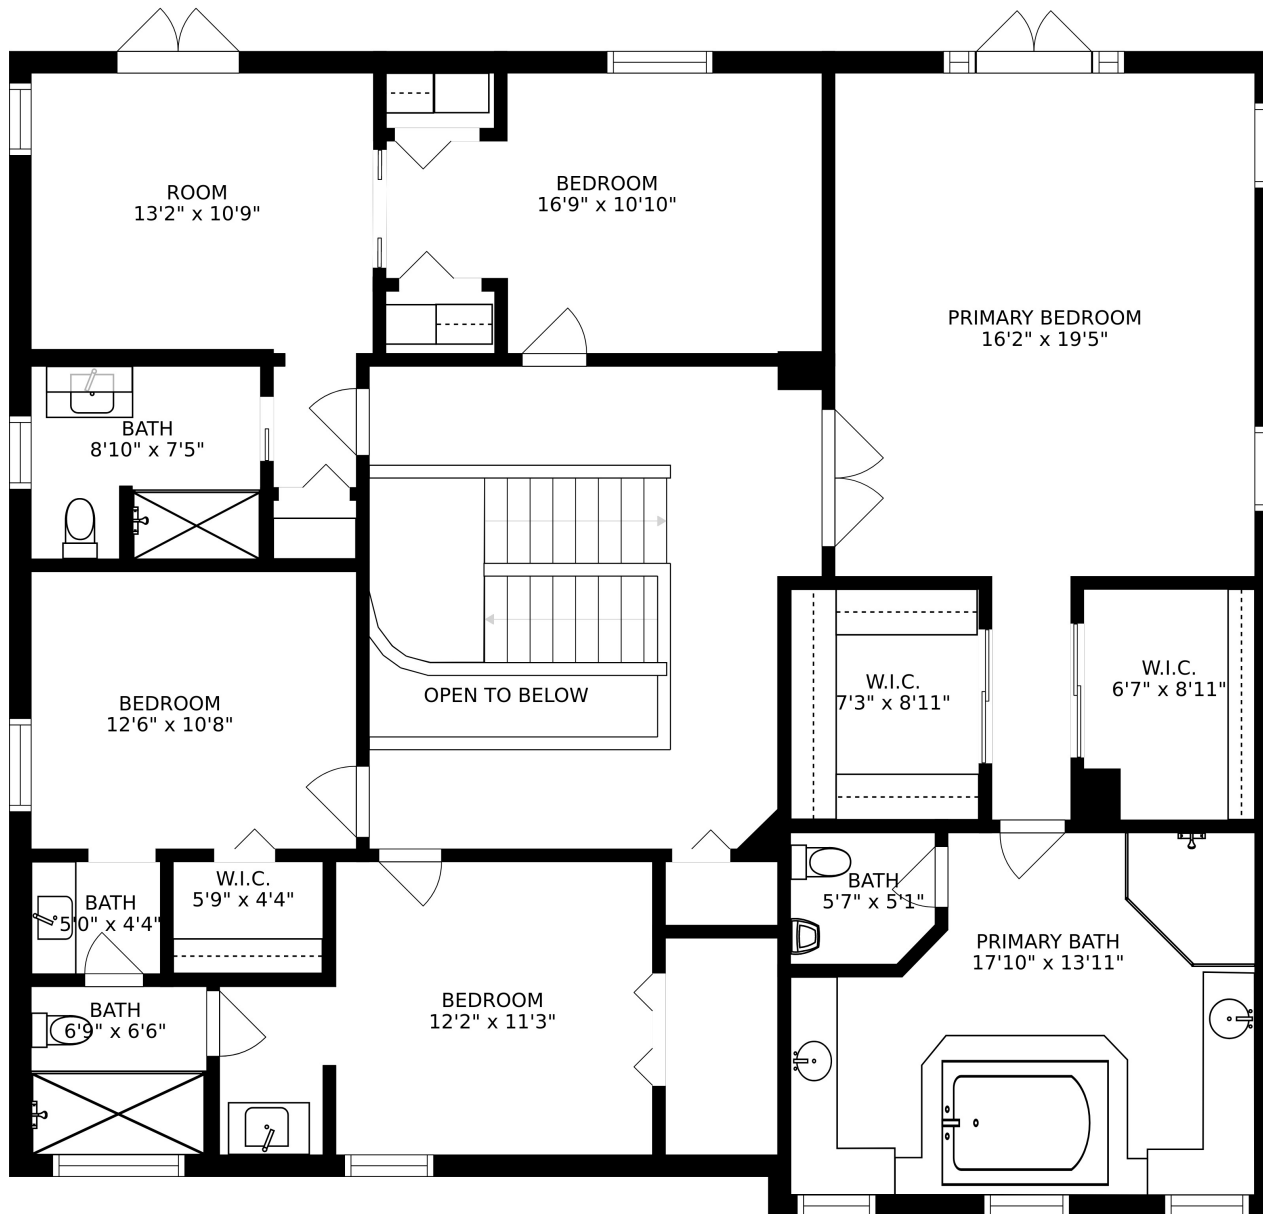 ROOM
13'2" x 10'9"
BEDROOM
16'9" x 10'10"
PRIMARY BEDROOM
16'2" x 19'5"
BATH
8'10" x 7'5"
BEDROOM
12'6" x 10'8"
OPEN TO BELOW
W.I.C.
7'3" x 8'11"
W.I.C.
6'7" x 8'11"
BATH
5'0" x 4'4"
W.I.C.
5'9" x 4'4"
BATH
5'7" x 5'1"
PRIMARY BATH
17'10" x 13'11"
BATH
6'9" x 6'6"
BEDROOM
12'2" x 11'3"